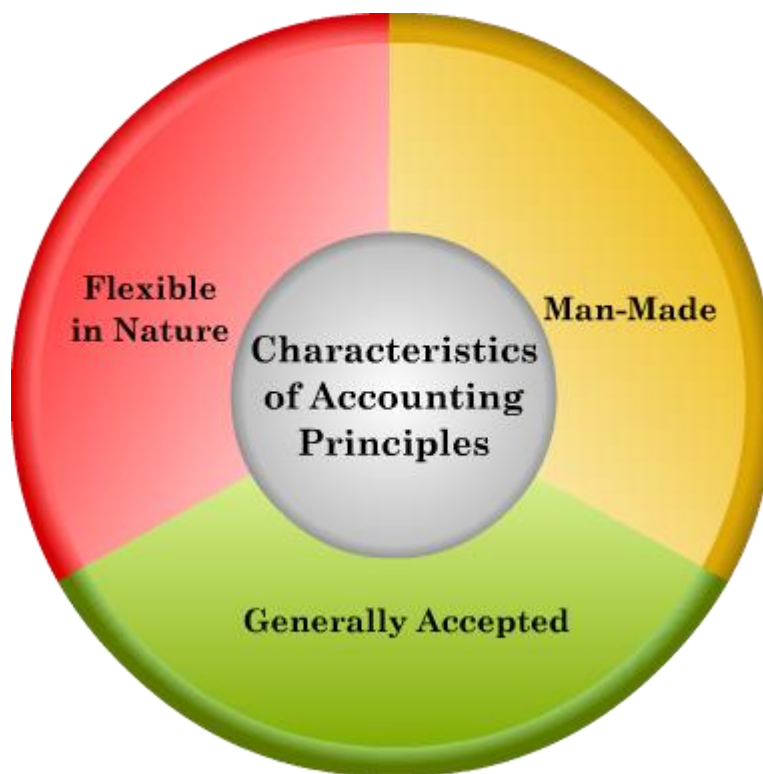 Characteristics
of Accounting
Principles
Man-Made
Generally Accepted
Flexible
in Nature